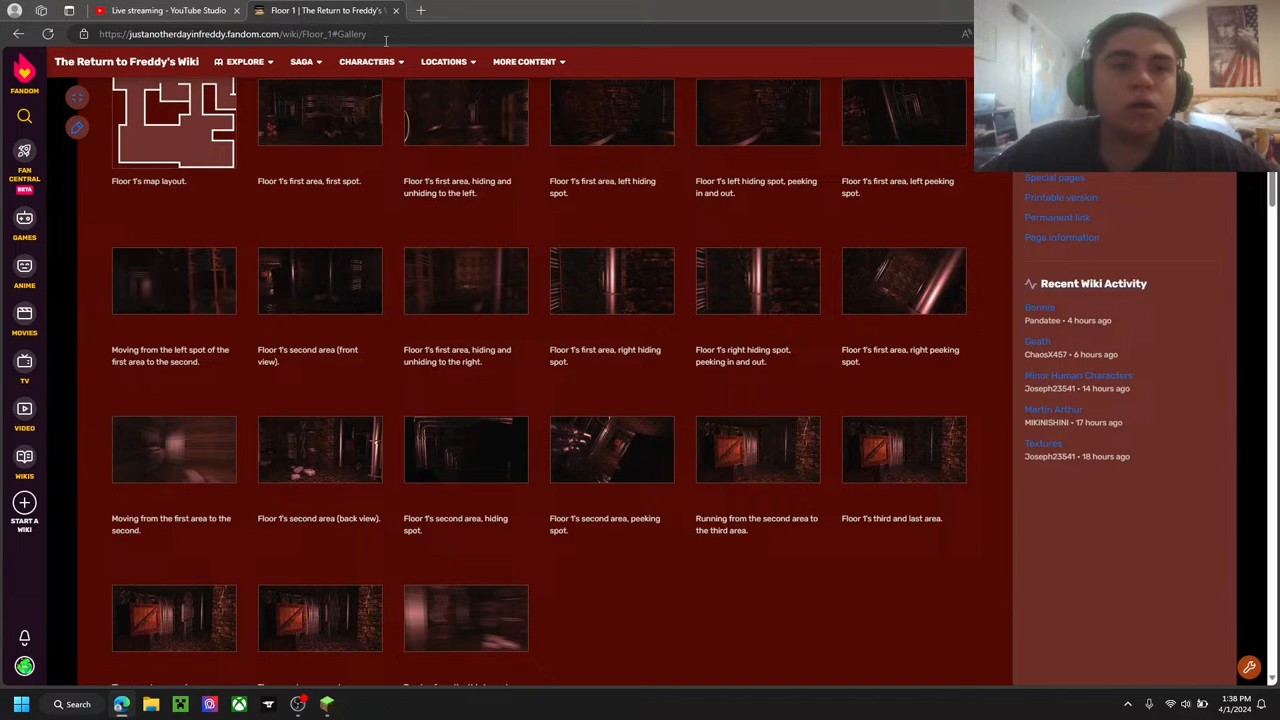 Live streaming - YouTube Studio
Floor 1 | The Return to Freddy's
https://justanotherdayinfreddy.fandom.com/wiki/Floor_1#Gallery
The Return to Freddy's Wiki
EXPLORE
SAGA
CHARACTERS
LOCATIONS
MORE CONTENT
FANDOM
FAN
CENTRAL
BETA
GAMES
ANIME
MOVIES
TV
VIDEO
WIKIS
START A
WIKI
Floor 1's map layout.
Floor 1's first area, first spot.
Floor 1's first area, hiding and
unhiding to the left.
Floor 1's first area, left hiding
spot.
Floor 1's left hiding spot, peeking
in and out.
Floor 1's first area, left peeking
spot.
Moving from the left spot of the
first area to the second.
Floor 1's second area (front
view).
Floor 1's first area, hiding and
unhiding to the right.
Floor 1's first area, right hiding
spot.
Floor 1's right hiding spot,
peeking in and out.
Floor 1's first area, right peeking
spot.
Moving from the first area to the
second.
Floor 1's second area (back view).
Floor 1's second area, hiding
spot.
Floor 1's second area, peeking
spot.
Running from the second area to
the third area.
Floor 1's third and last area.
Special pages
Printable version
Permanent link
Page information
Recent Wiki Activity
Bonnie
Pandatee • 4 hours ago
Death
ChaosX457 • 6 hours ago
Minor Human Characters
Joseph23541 • 14 hours ago
Martin Arthur
MIKINISHINI • 17 hours ago
Textures
Joseph23541 • 18 hours ago
Search
1:38 PM
4/1/2024